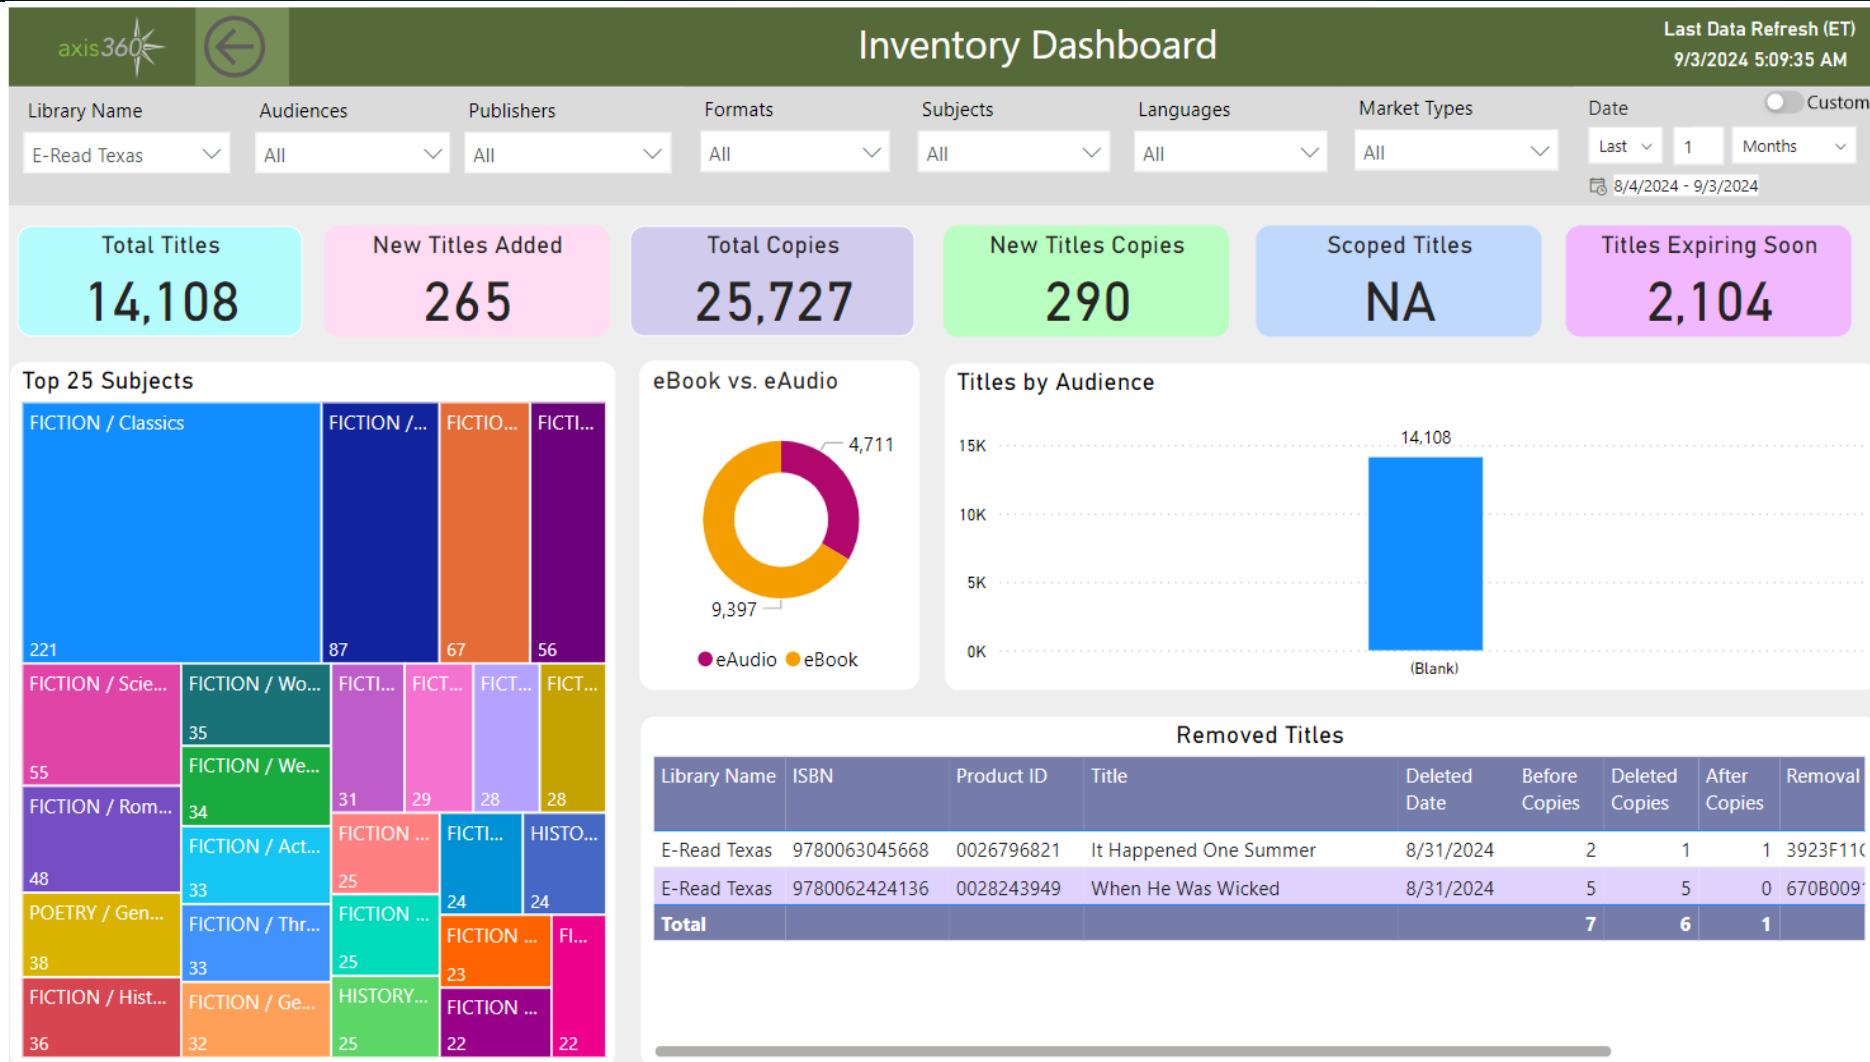 axis360
Inventory Dashboard
Last Data Refresh (ET)
9/3/2024 5:09:35 AM
Library Name
E-Read Texas
Audiences
All
Publishers
All
Formats
All
Subjects
All
Languages
All
Market Types
All
Date
Custom
Last
1
Months
8/4/2024 - 9/3/2024
Total Titles
14,108
New Titles Added
265
Total Copies
25,727
New Titles Copies
290
Scoped Titles
NA
Titles Expiring Soon
2,104
Top 25 Subjects
FICTION / Classics
221
FICTION /...
87
FICTIO...
67
FICTI...
56
FICTION / Scie...
55
FICTION / Rom...
48
POETRY / Gen...
38
FICTION / Hist...
36
FICTION / Wo...
35
FICTION / We...
34
FICTION / Act...
33
FICTION / Thr...
33
FICTION / Ge...
32
FICTI...
31
FICT...
29
FICT...
28
FICT...
28
FICTION ...
25
FICTION ...
25
HISTORY...
25
FICTI...
24
HISTO...
24
FICTION ...
23
FICTION ...
22
FI...
22
eBook vs. eAudio
4,711
9,397
eAudio eBook
Titles by Audience
15K
10K
5K
0K
14,108
(Blank)
Removed Titles
Library Name ISBN Product ID Title Deleted Date Before Copies Deleted Copies After Copies Removal
E-Read Texas 9780063045668 0026796821 It Happened One Summer 8/31/2024 2 1 1 3923F11
E-Read Texas 9780062424136 0028243949 When He Was Wicked 8/31/2024 5 5 0 670B009
Total 7 6 1